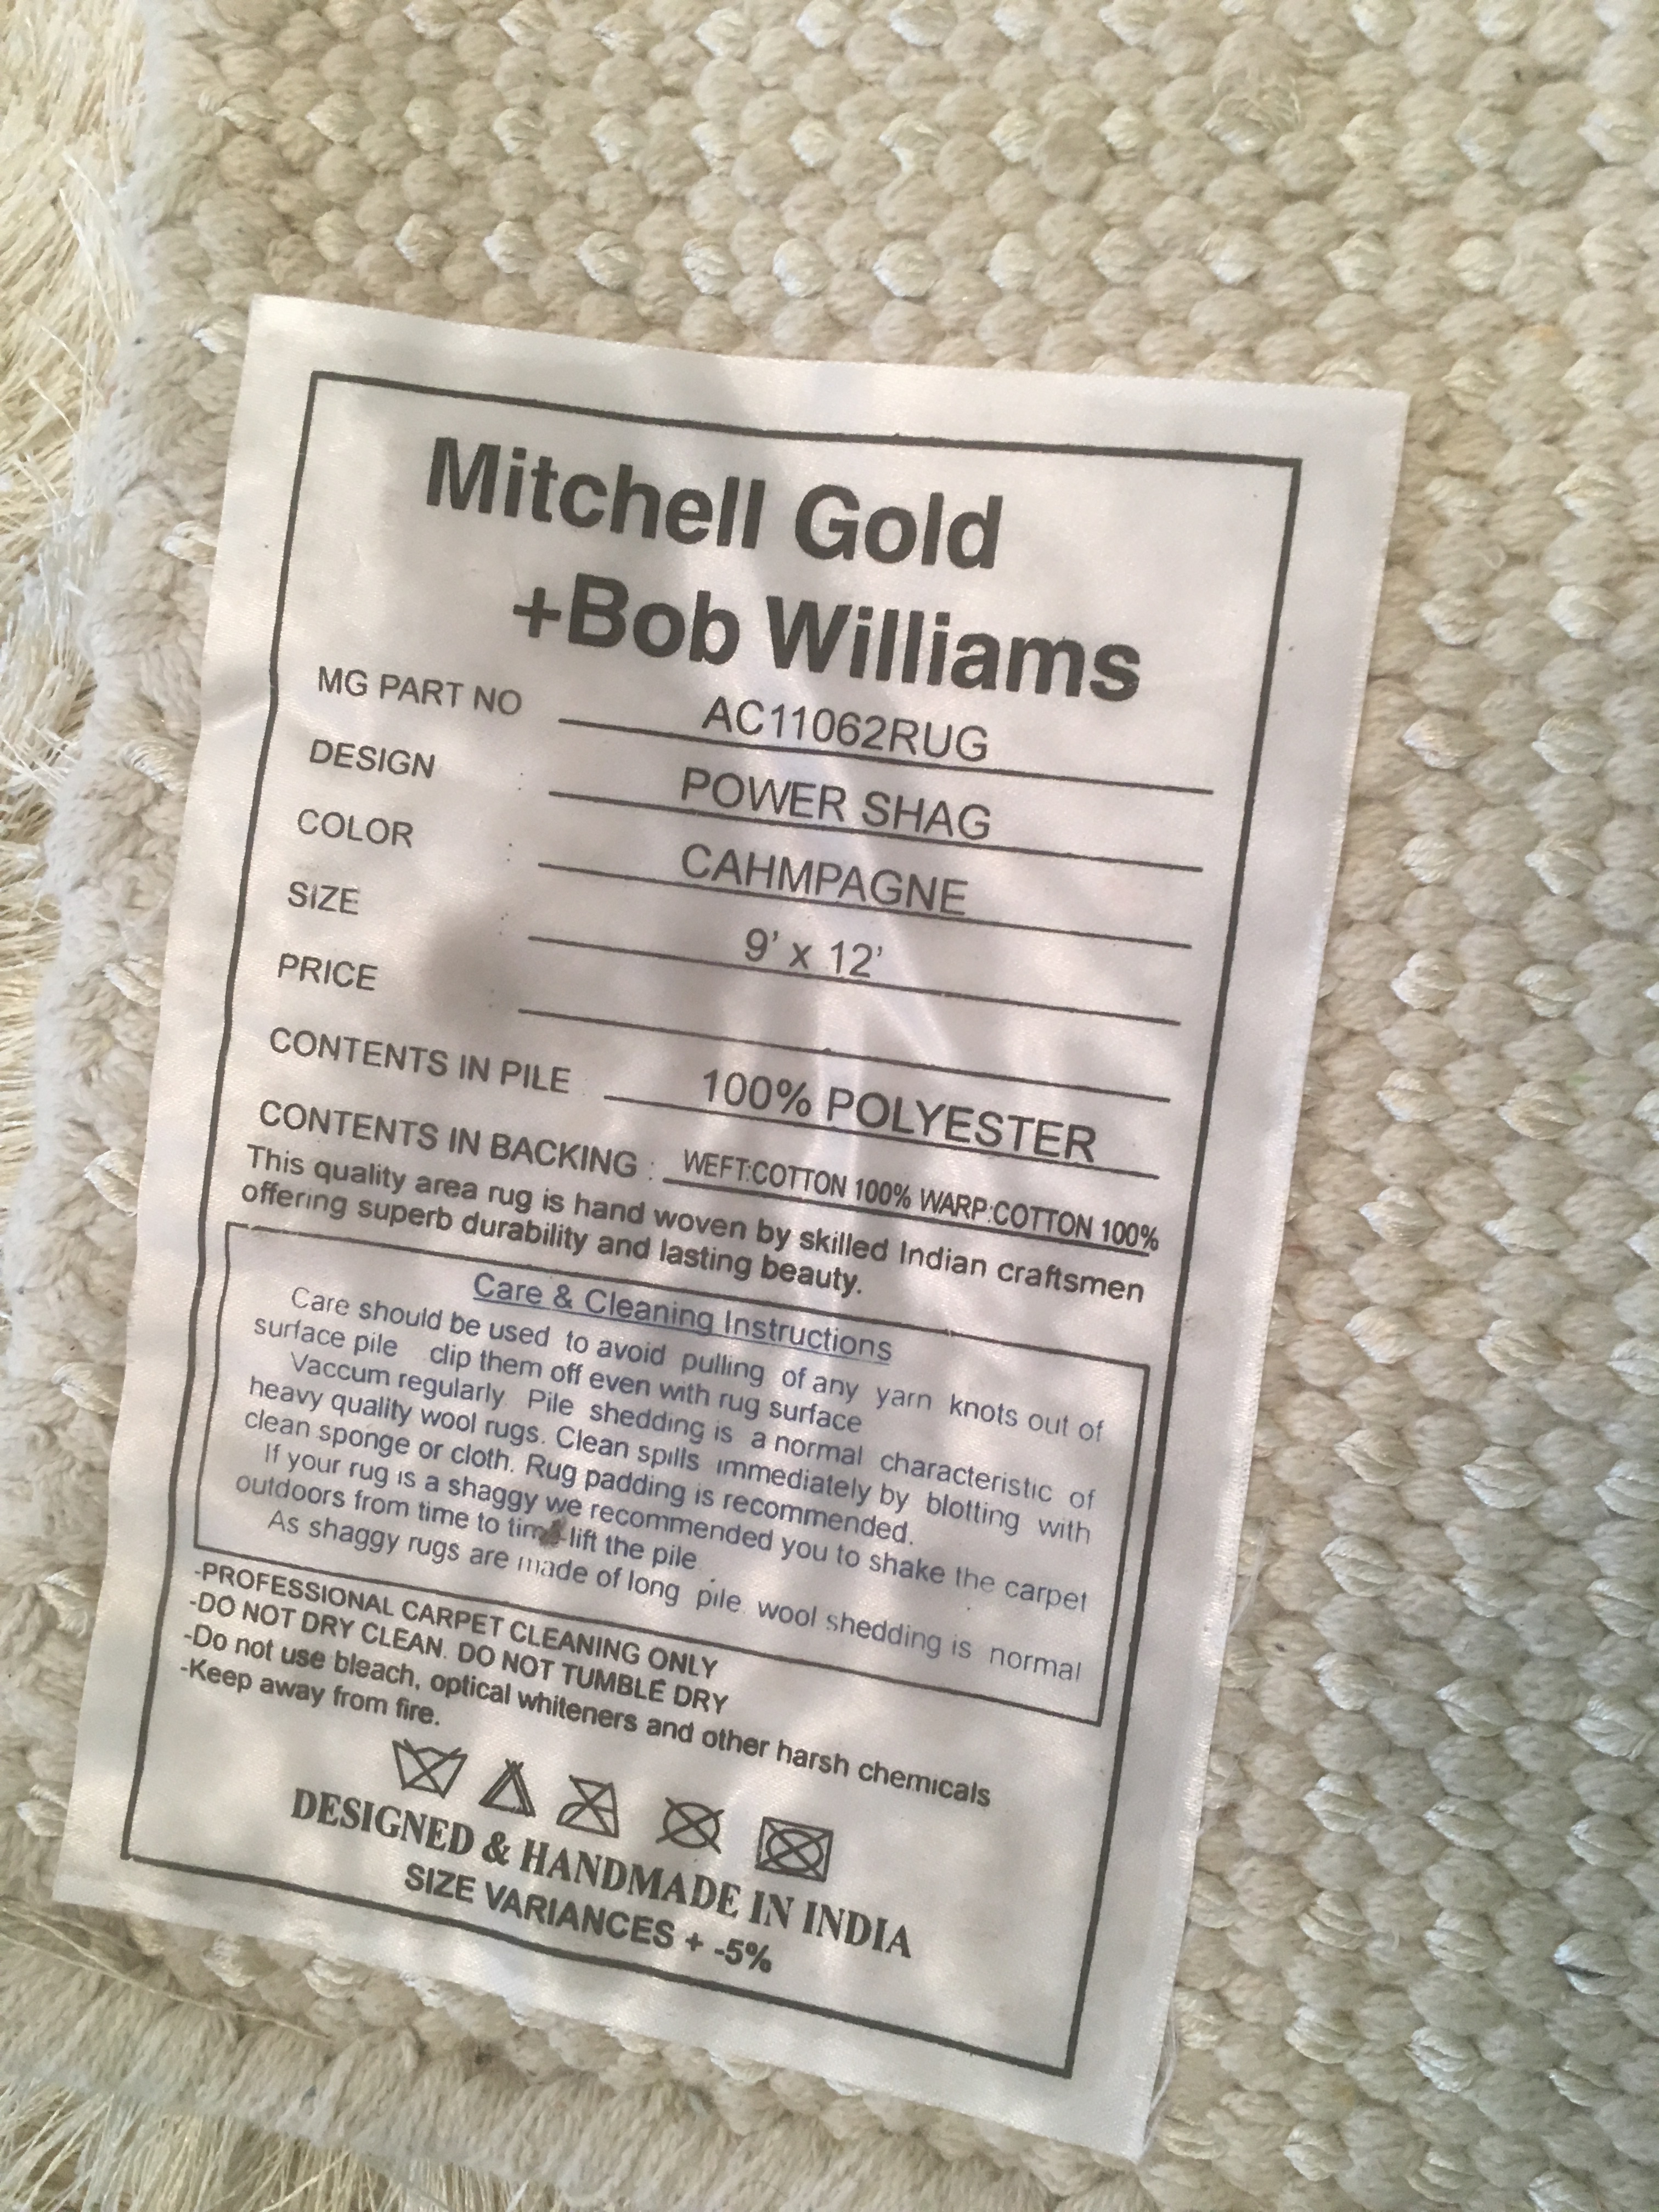 Mitchell Gold
+Bob Williams
MG PART NO AC11062RUG
DESIGN : POWER SHAG
COLOR : CAHMPAGNE
SIZE 9' x 12'
PRICE
CONTENTS IN PILE 100% POLYESTER
CONTENTS IN BACKING : WEFT:COTTON 100% WARP:COTTON 100%
This quality area rug is hand woven by skilled Indian craftsmen
offering superb durability and lasting beauty.
Care & Cleaning Instructions
Care should be used to avoid pulling of any yarn knots out of
surface pile clip them off even with rug surface
Vaccum regularly Pile shedding is a normal characteristic of
heavy quality wool rugs. Clean spills immediately by blotting with
clean sponge or cloth. Rug padding is recommended.
If your rug is a shaggy we recommended you to shake the carpet
outdoors from time to time lift the pile .
As shaggy rugs are made of long pile wool shedding is normal
-PROFESSIONAL CARPET CLEANING ONLY
-DO NOT DRY CLEAN. DO NOT TUMBLE DRY
-Do not use bleach, optical whiteners and other harsh chemicals
-Keep away from fire.
DESIGNED & HANDMADE IN INDIA
SIZE VARIANCES + -5%